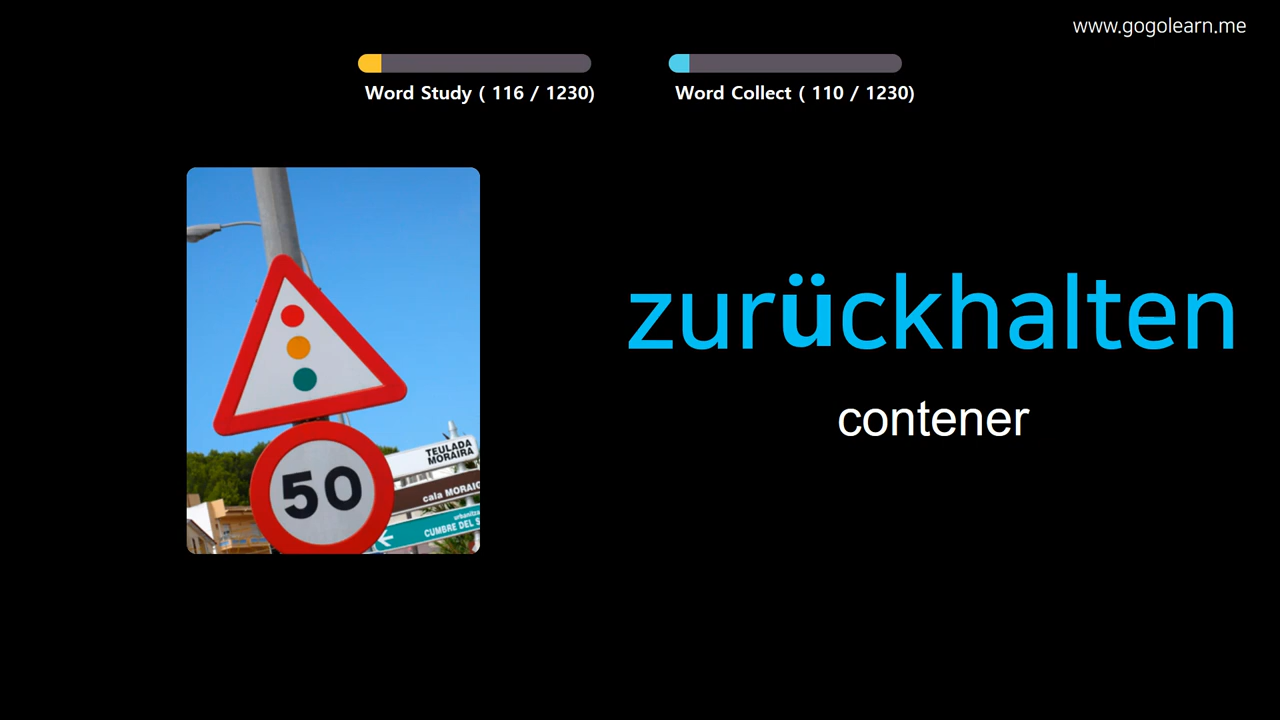 www.gogolearn.me
Word Study ( 116 / 1230)
Word Collect ( 110 / 1230)
zurückhalten
contener
50
TEULADA
MORAIRA
cala
CUMBRE DEL